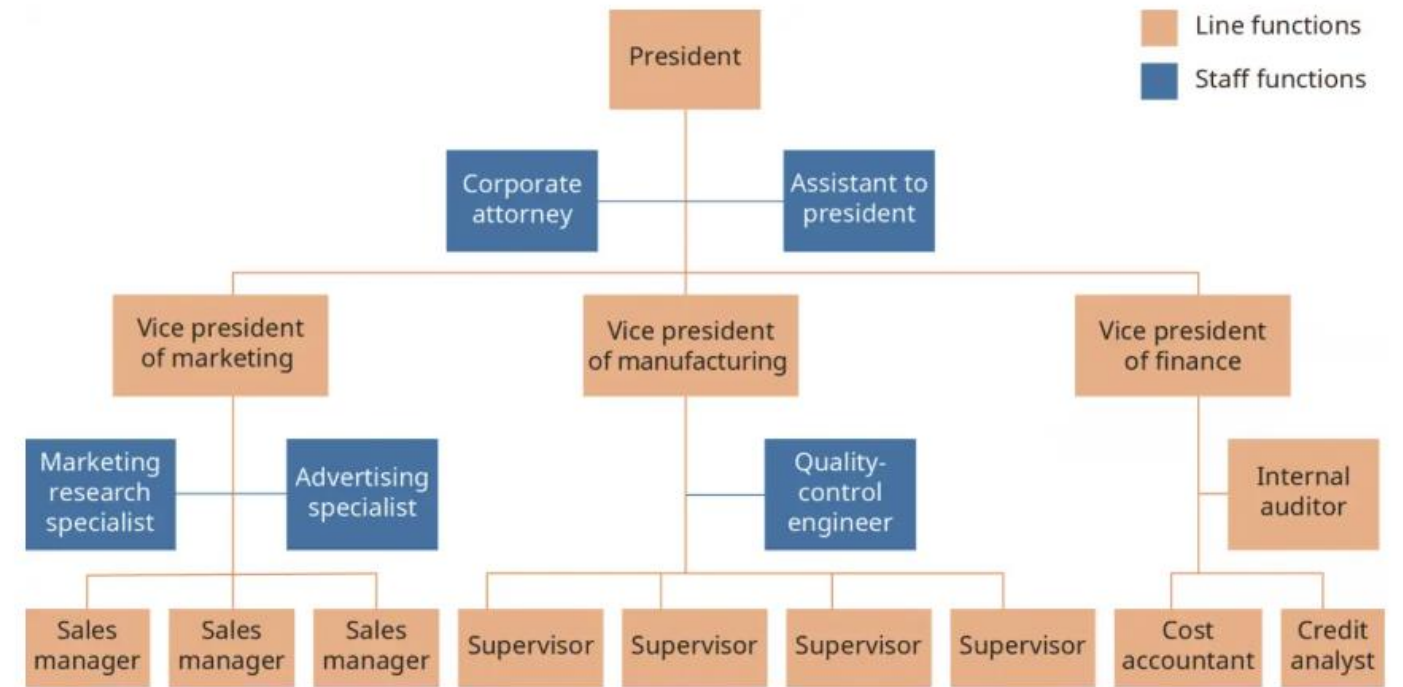 President
Line functions
Staff functions
Corporate
attorney
Assistant to
president
Vice president
of marketing
Vice president
of manufacturing
Vice president
of finance
Marketing
research
specialist
Advertising
specialist
Quality-
control
engineer
Internal
auditor
Sales
manager
Sales
manager
Sales
manager
Supervisor
Supervisor
Supervisor
Supervisor
Cost
accountant
Credit
analyst